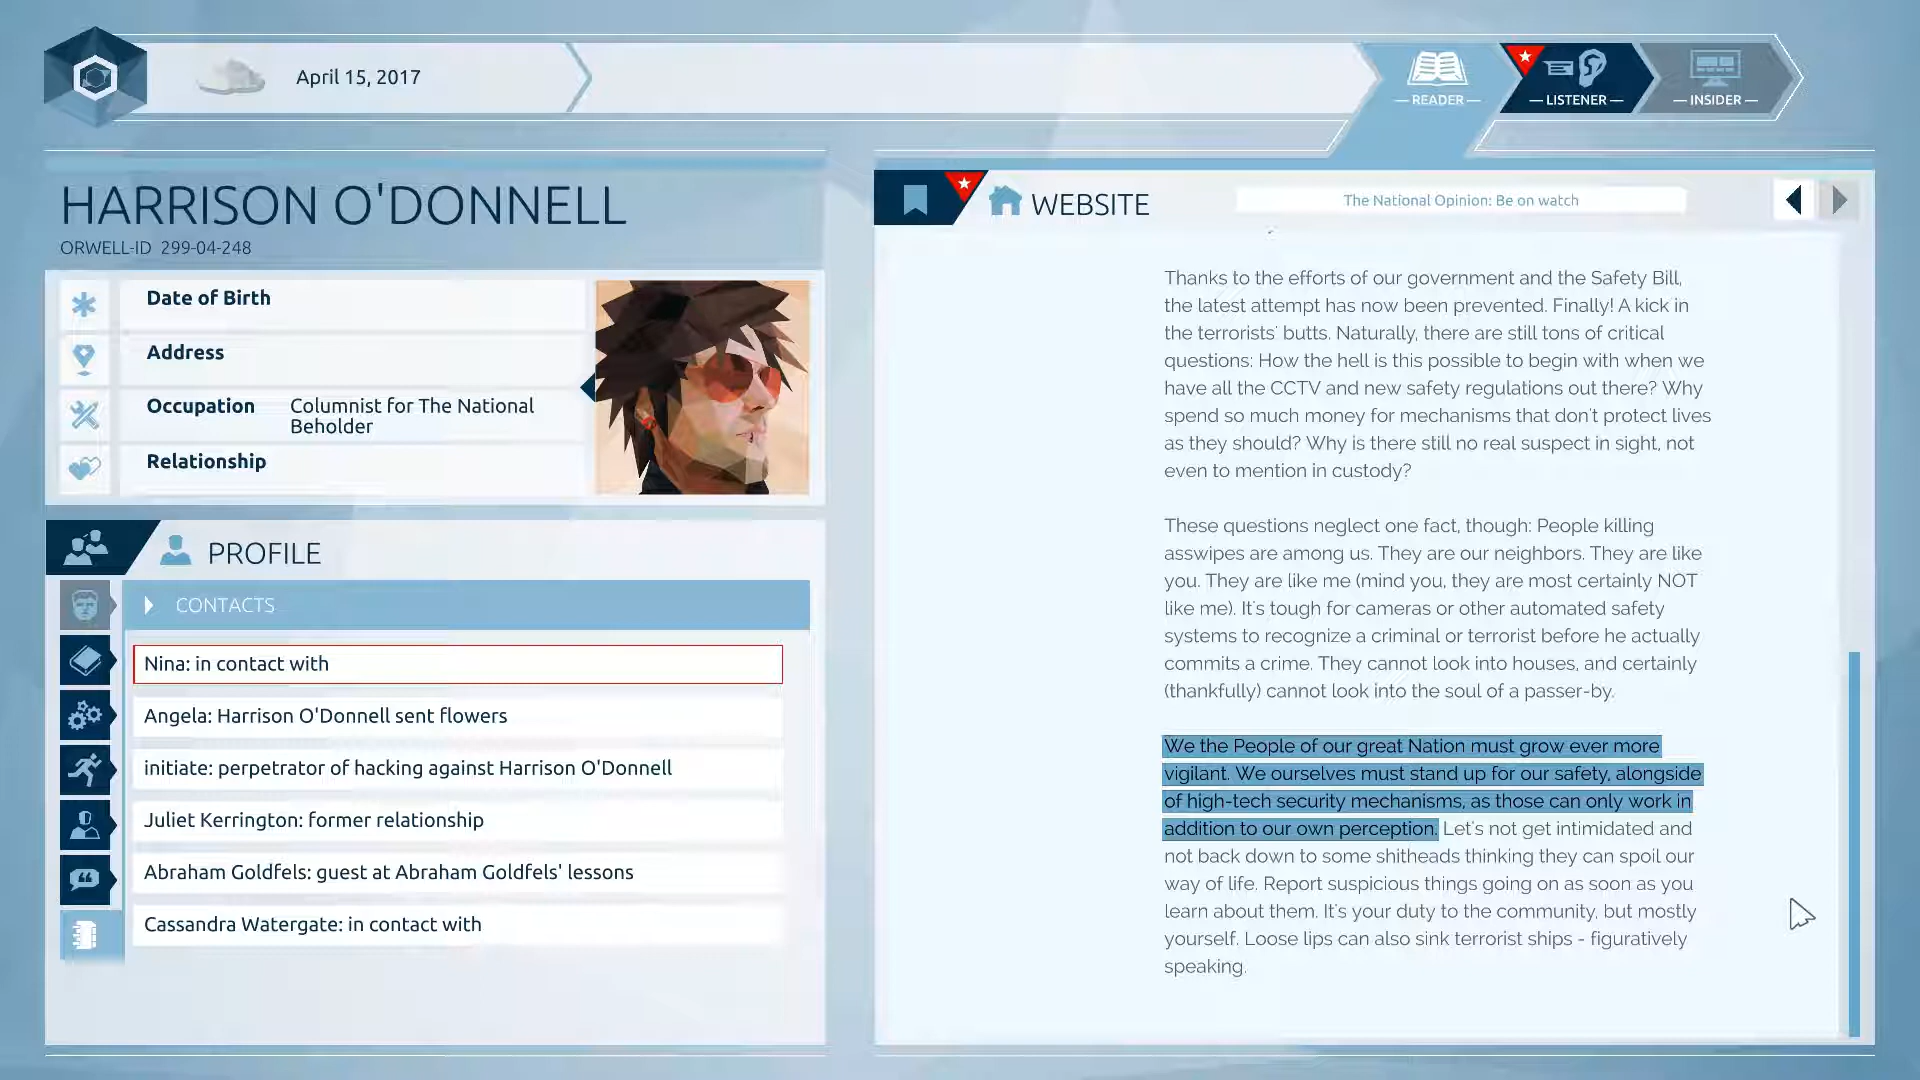 April 15, 2017
READER
LISTENER
INSIDER
HARRISON O'DONNELL
ORWELL-ID 299-04-248
Date of Birth
Address
Occupation Columnist for The National
Beholder
Relationship
PROFILE
CONTACTS
Nina: in contact with
Angela: Harrison O'Donnell sent flowers
initiate: perpetrator of hacking against Harrison O'Donnell
Juliet Kerrington: former relationship
Abraham Goldfels: guest at Abraham Goldfels' lessons
Cassandra Watergate: in contact with
WEBSITE
The National Opinion: Be on watch
Thanks to the efforts of our government and the Safety Bill,
the latest attempt has now been prevented. Finally! A kick in
the terrorists' butts. Naturally, there are still tons of critical
questions: How the hell is this possible to begin with when we
have all the CCTV and new safety regulations out there? Why
spend so much money for mechanisms that don't protect lives
as they should? Why is there still no real suspect in sight, not
even to mention in custody?
These questions neglect one fact, though: People killing
asswipes are among us. They are our neighbors. They are like
you. They are like me (mind you, they are most certainly NOT
like me). It's tough for cameras or other automated safety
systems to recognize a criminal or terrorist before he actually
commits a crime. They cannot look into houses, and certainly
(thankfully) cannot look into the soul of a passer-by.
We the People of our great Nation must grow ever more
vigilant. We ourselves must stand up for our safety, alongside
of high-tech security mechanisms, as those can only work in
addition to our own perception. Let's not get intimidated and
not back down to some shitheads thinking they can spoil our
way of life. Report suspicious things going on as soon as you
learn about them. It's your duty to the community, but mostly
yourself. Loose lips can also sink terrorist ships - figuratively
speaking.